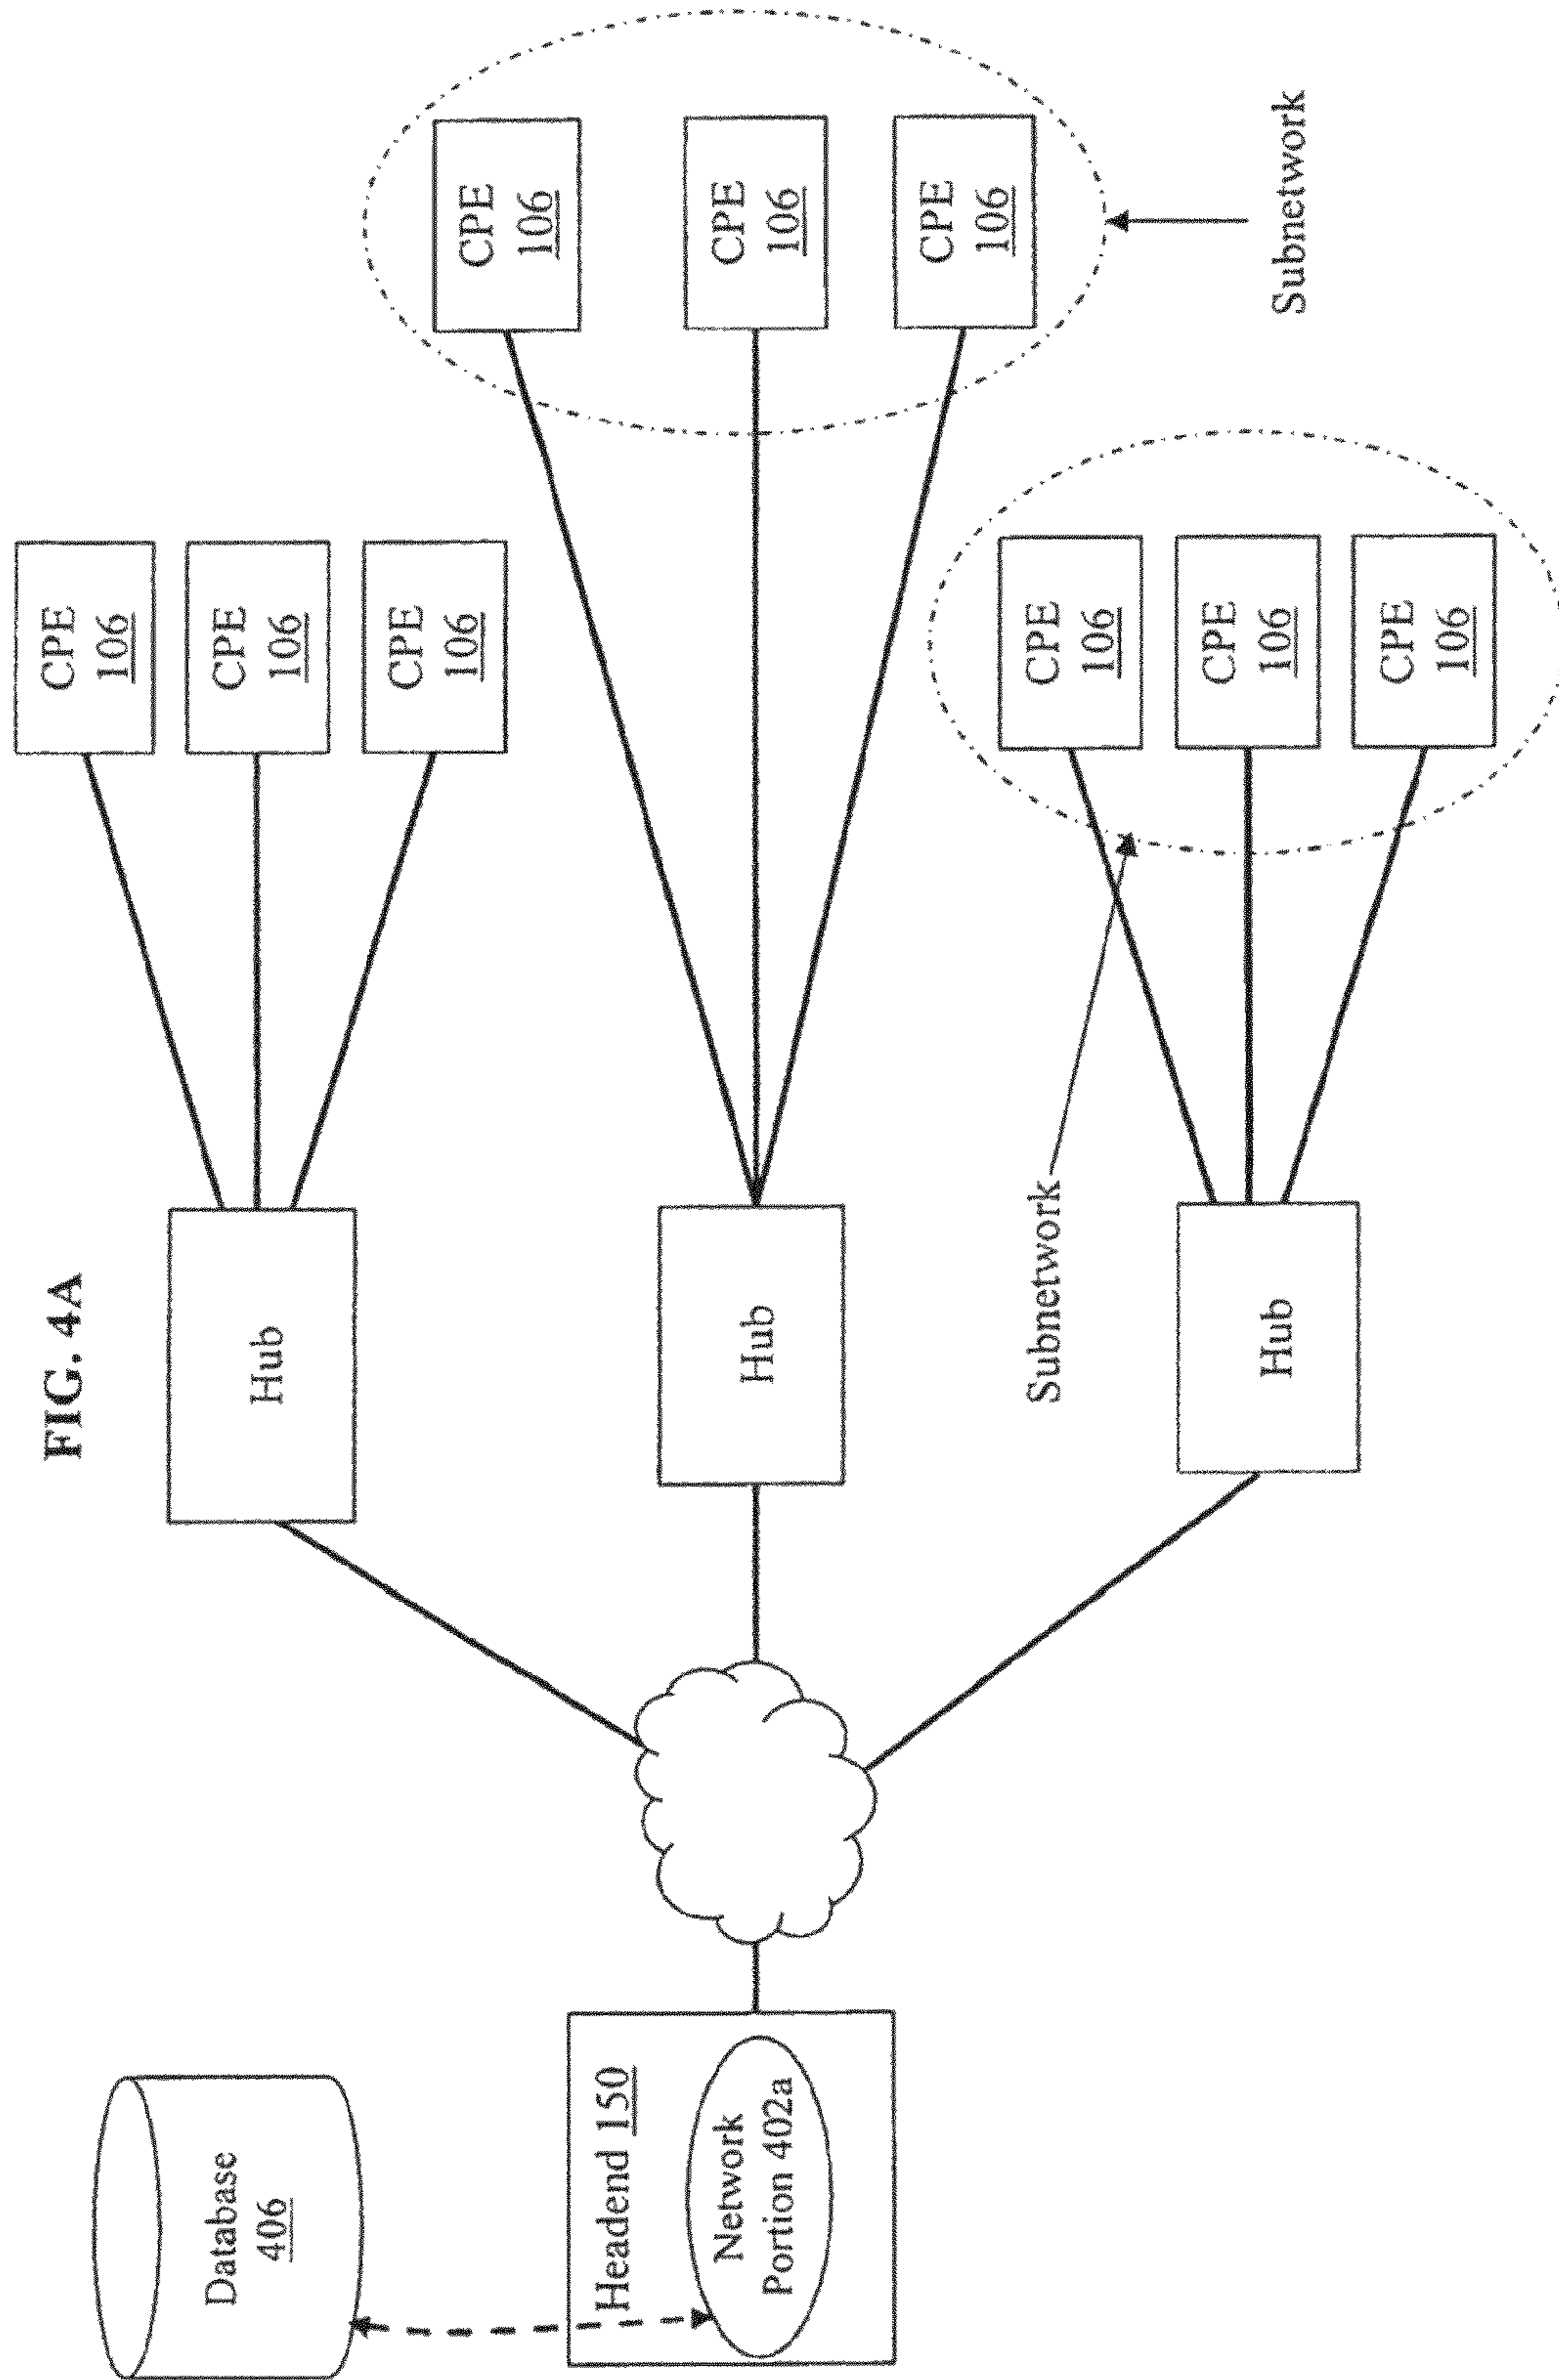 FIG. 4A
Database
406
Headend 150
Network
Portion 402a
Hub
CPE
106
CPE
106
CPE
106
Hub
CPE
106
CPE
106
CPE
106
Subnetwork
Subnetwork
Hub
CPE
106
CPE
106
CPE
106